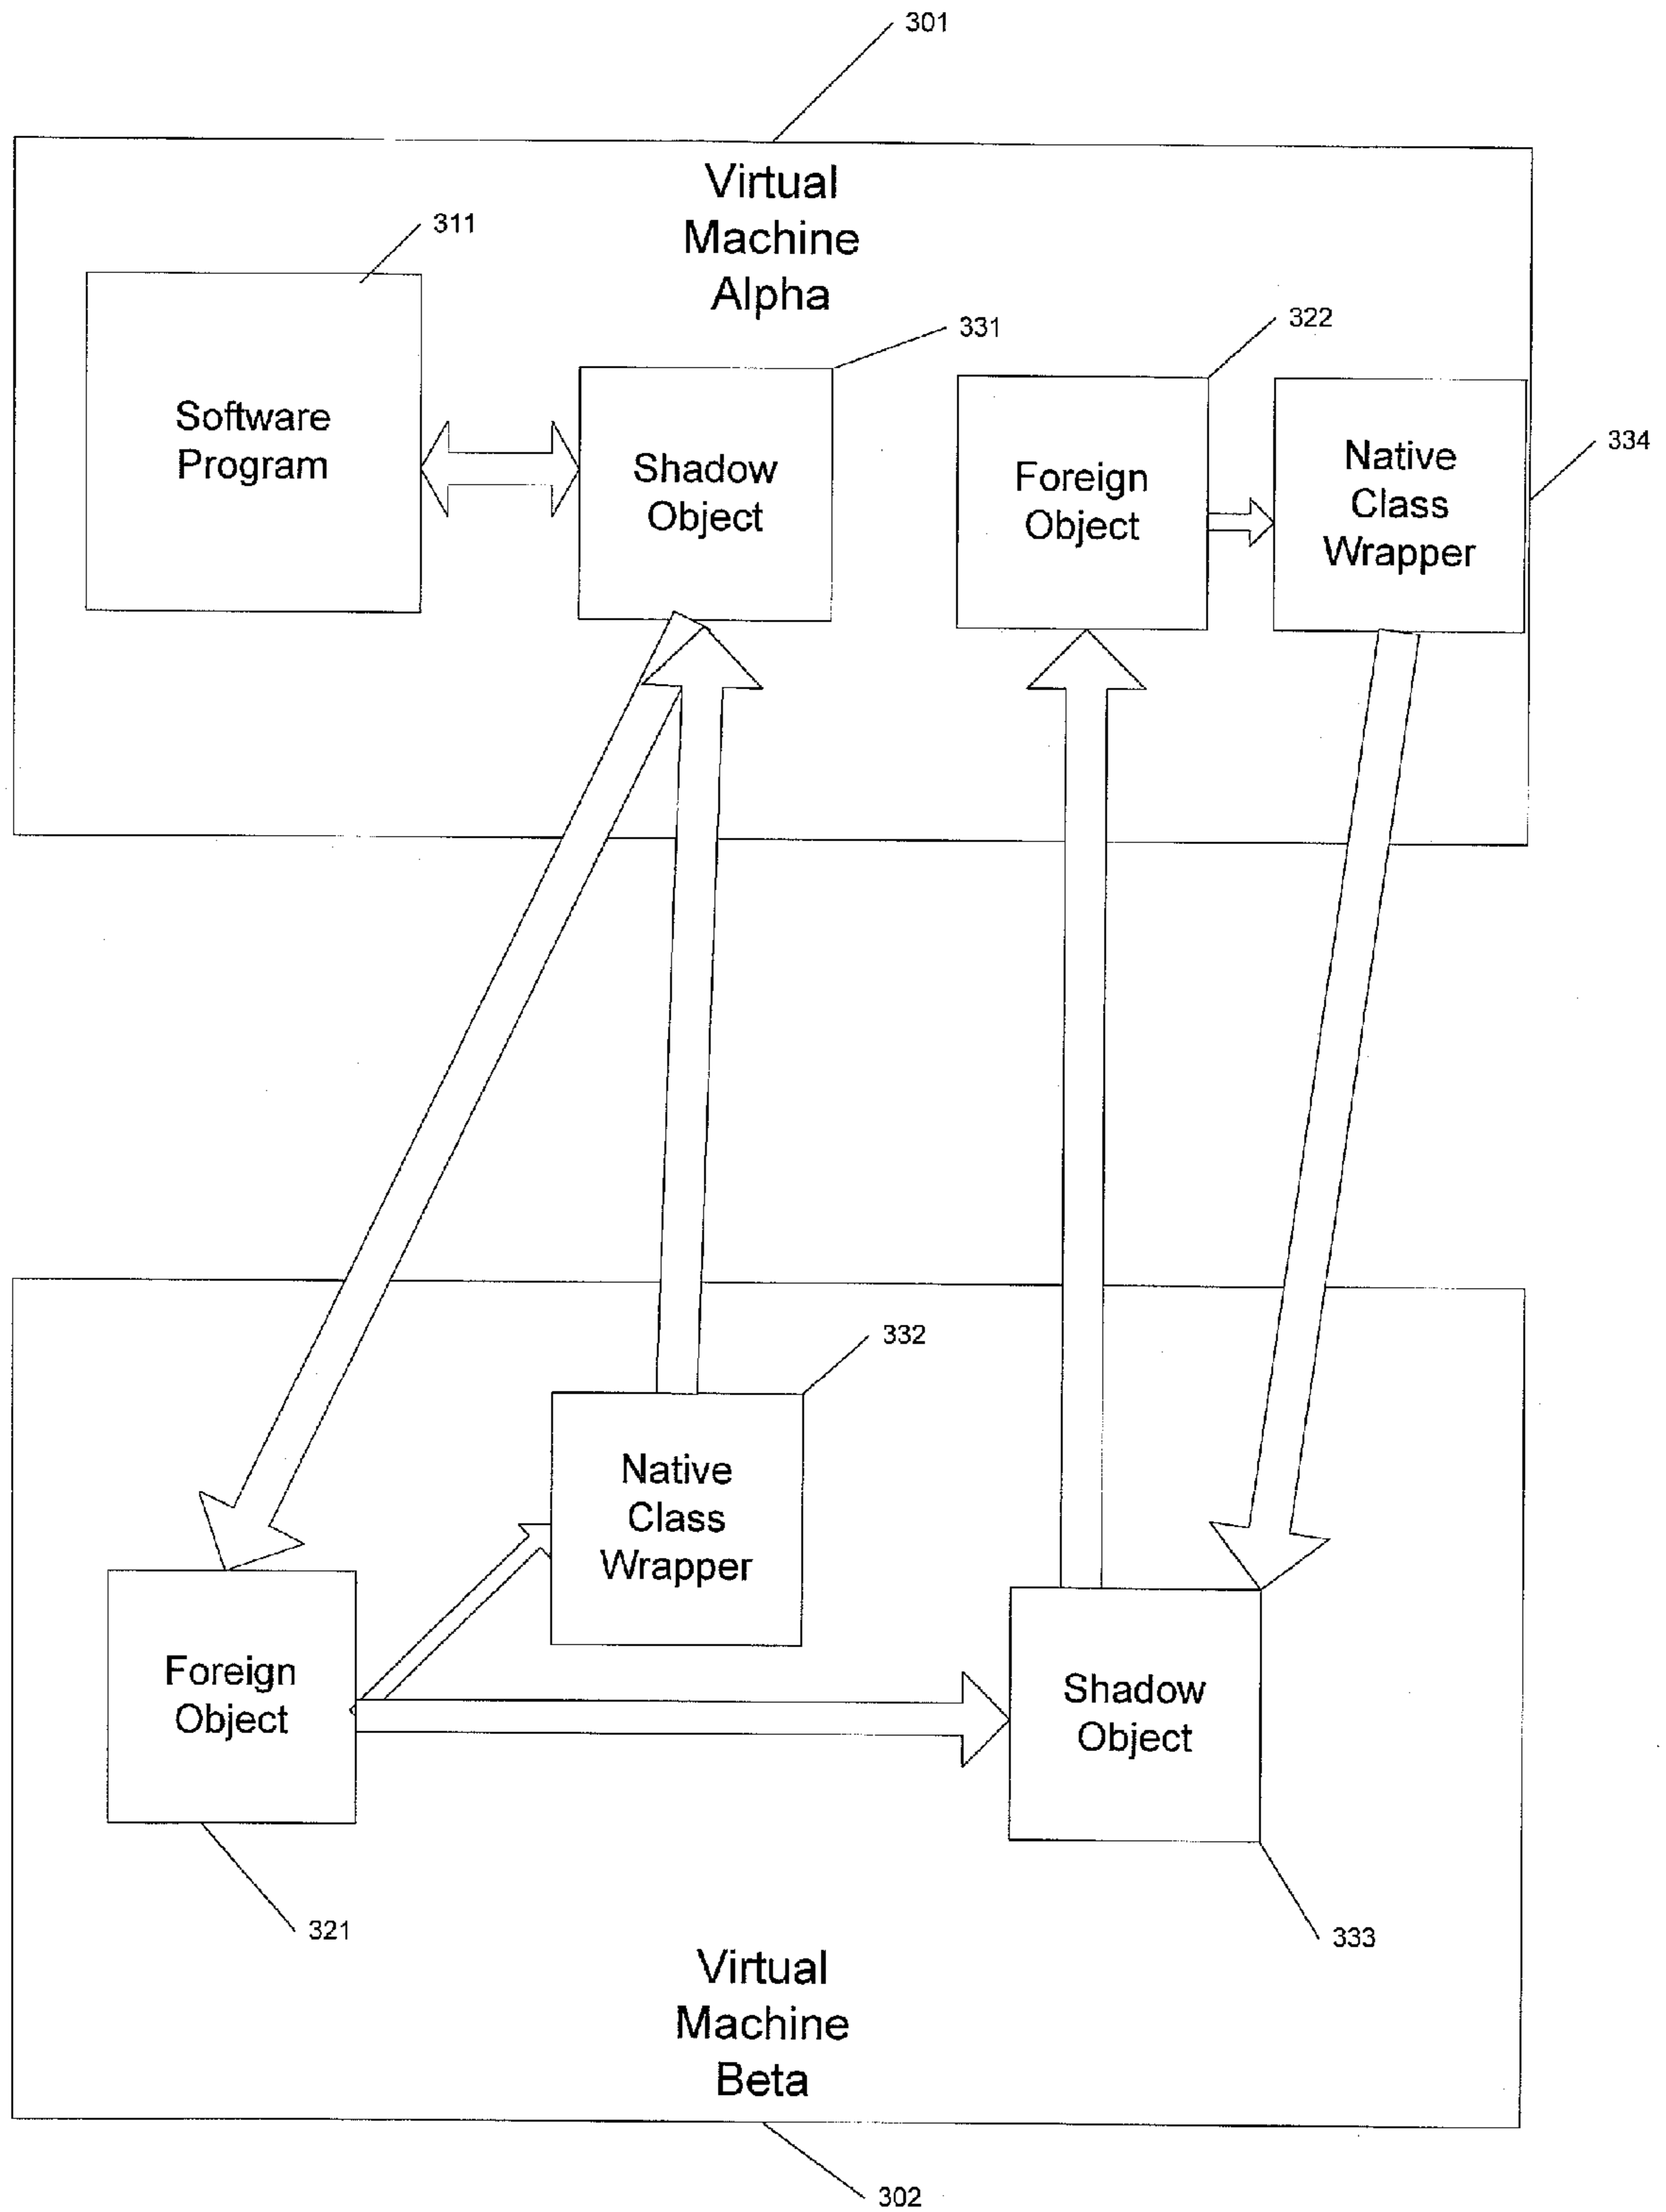 301
Virtual
Machine
Alpha
311
331
322
334
Software
Program
Shadow
Object
Foreign
Object
Native
Class
Wrapper
332
Native
Class
Wrapper
Foreign
Object
Shadow
Object
321
333
Virtual
Machine
Beta
302